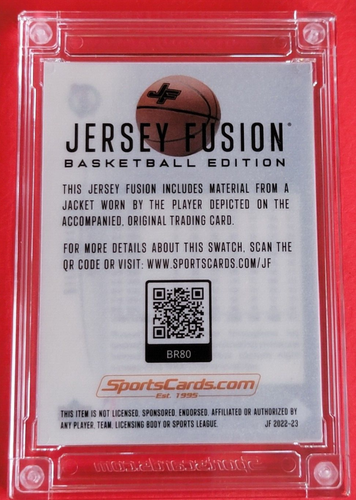 JF
JERSEY FUSION®
BASKETBALL EDITION
THIS JERSEY FUSION INCLUDES MATERIAL FROM A
JACKET WORN BY THE PLAYER DEPICTED ON THE
ACCOMPANIED, ORIGINAL TRADING CARD.
FOR MORE DETAILS ABOUT THIS SWATCH, SCAN THE
QR CODE OR VISIT: WWW.SPORTSCARDS.COM/JF
BR80
SportsCards.com
Est. 1995
THIS ITEM IS NOT LICENSED, SPONSORED, ENDORSED, AFFILIATED OR AUTHORIZED BY
ANY PLAYER, TEAM, LICENSING BODY OR SPORTS LEAGUE.
JF 2022-23